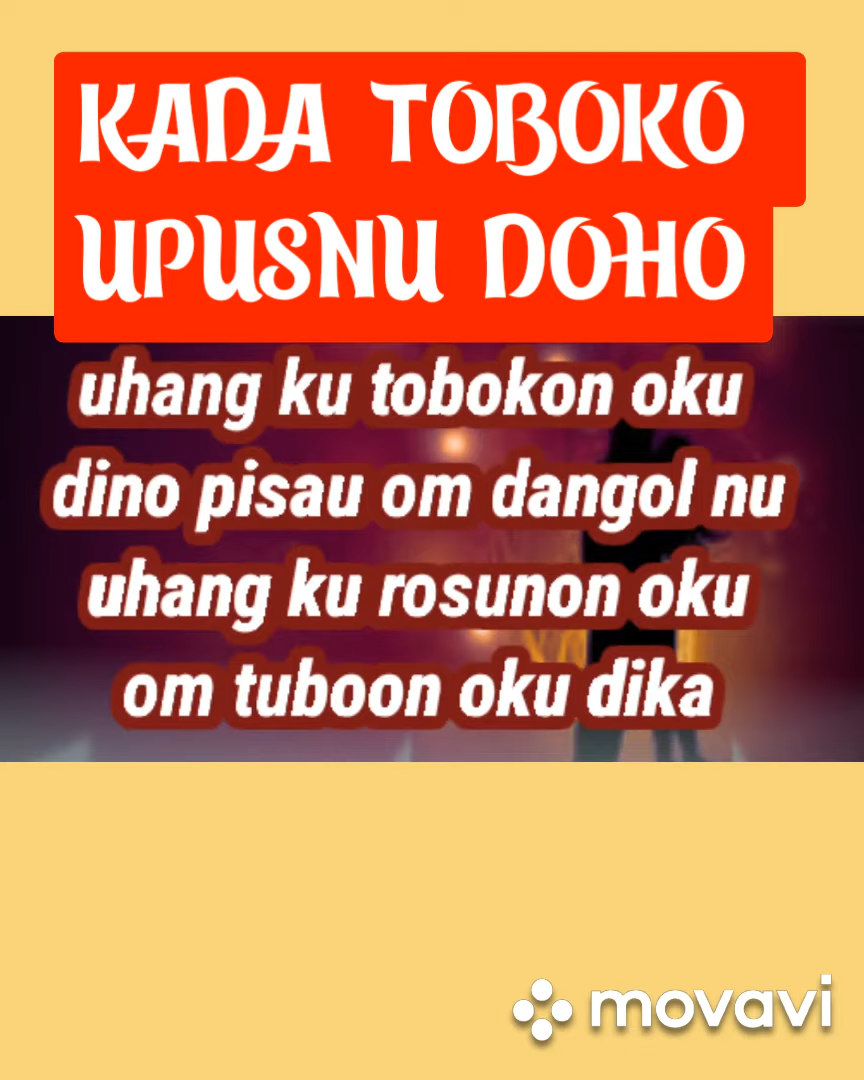 KADA TOBOKO
UPUSNU DOHO
uhang ku tobokon oku
dino pisau om dangol nu
uhang ku rosunon oku
om tuboon oku dika
movavi